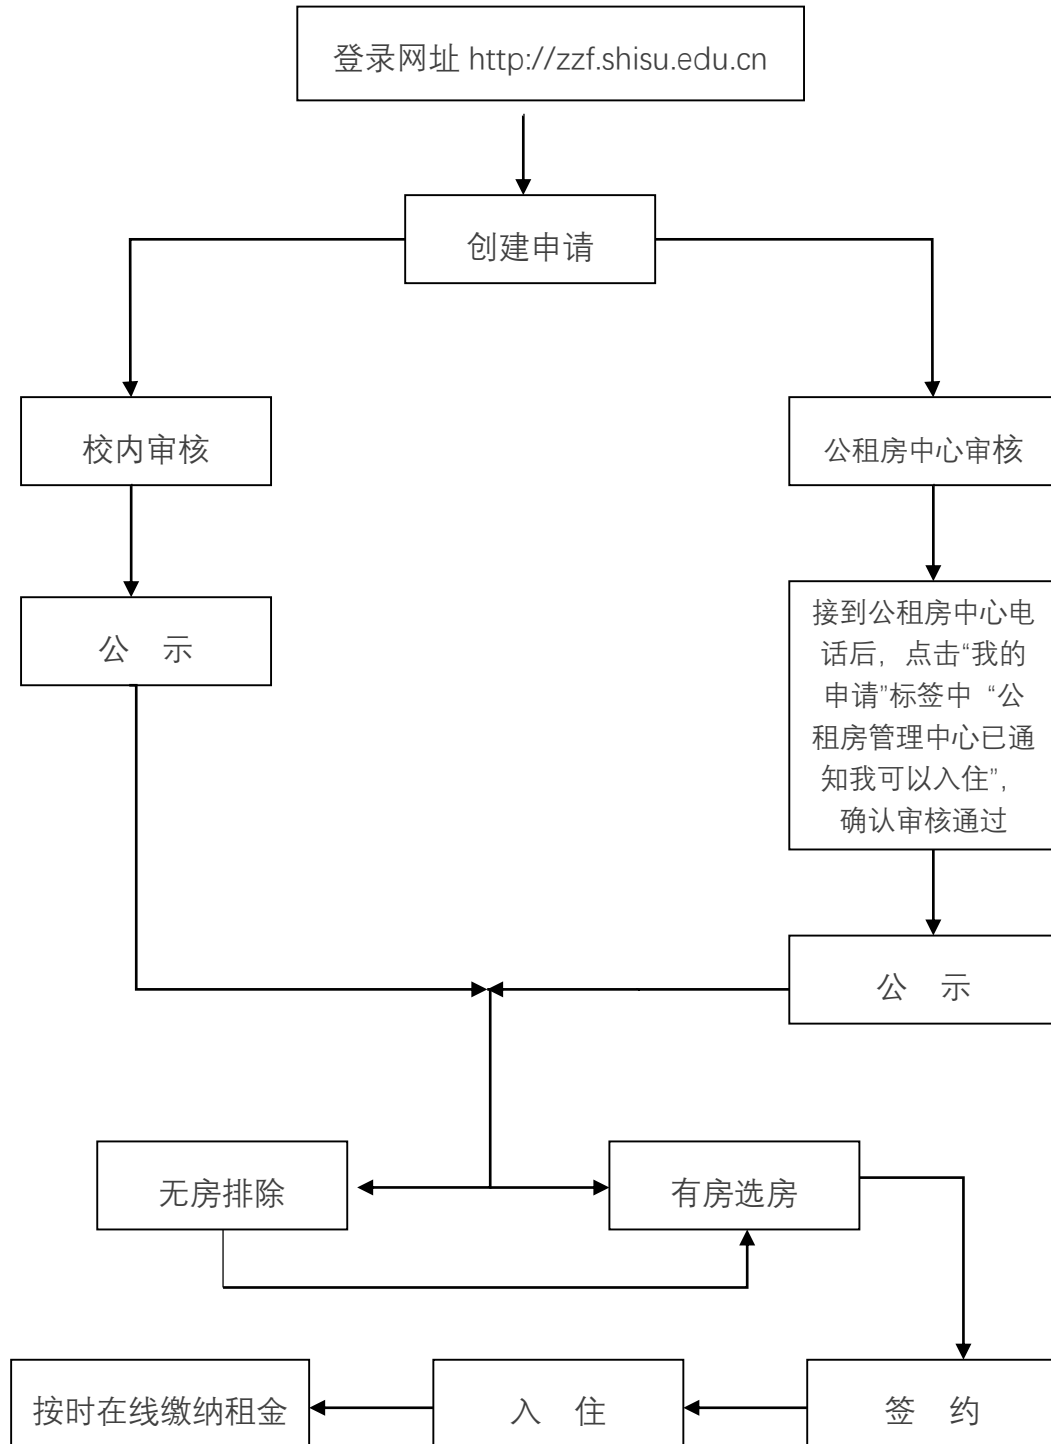 登录网址 http://zzf.shisu.edu.cn
创建申请
校内审核
公租房中心审核
公 示
接到公租房中心电
话后，点击“我的
申请”标签中 “公
租房管理中心已通
知我可以入住”，
确认审核通过
公 示
无房排除
有房选房
按时在线缴纳租金
入 住
签 约